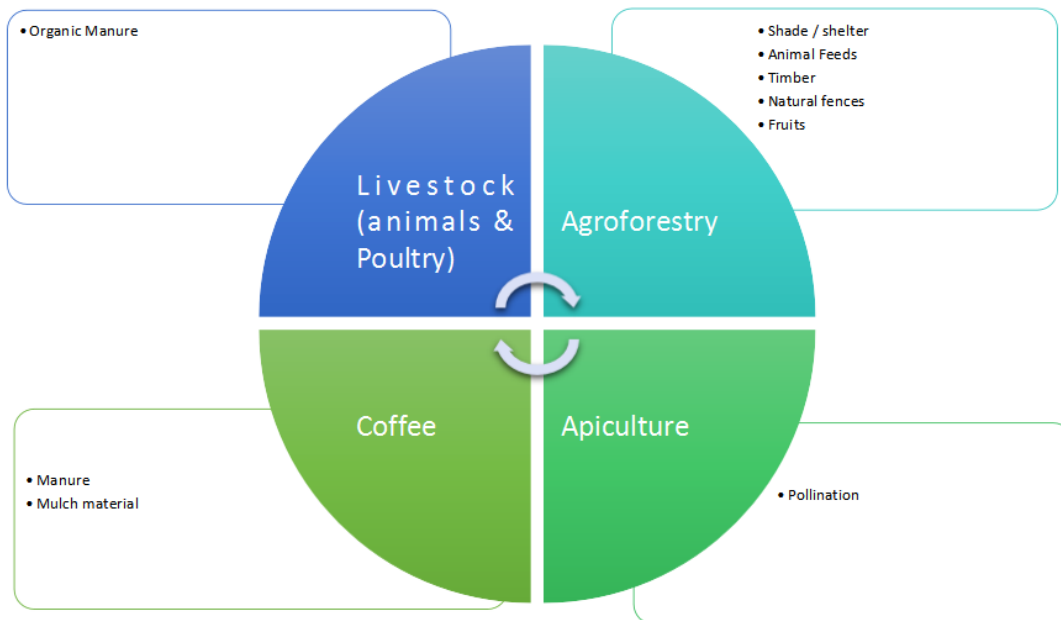 • Organic Manure
• Shade / shelter
• Animal Feeds
• Timber
• Natural fences
• Fruits
Livestock
(animals &
Poultry)
Agroforestry
Coffee
Apiculture
• Manure
• Mulch material
• Pollination